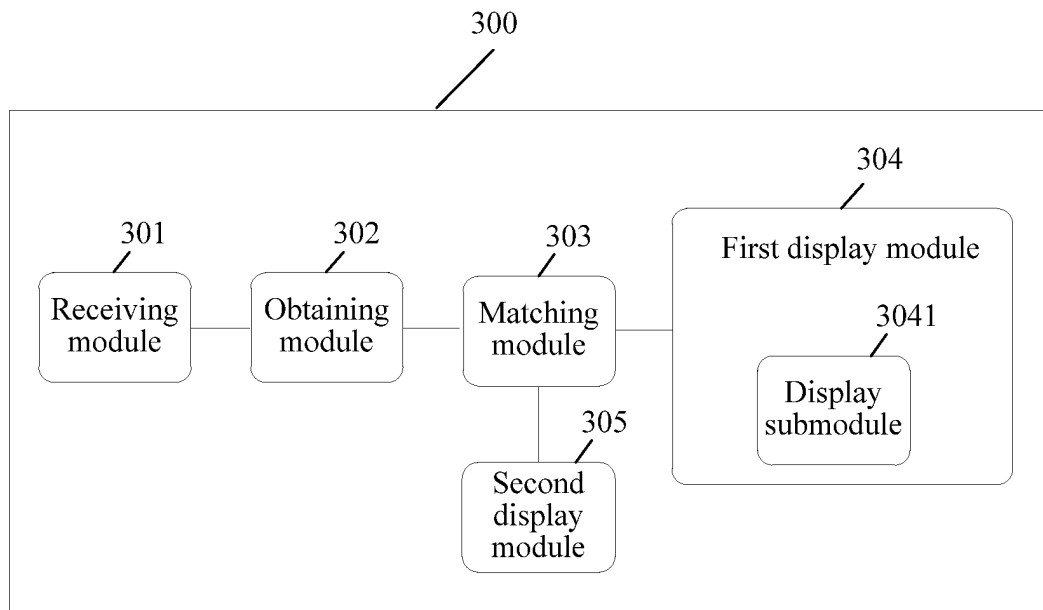 300
304
First display module
301
302
303
Receiving
module
Obtaining
module
Matching
module
3041
Display
submodule
305
Second
display
module